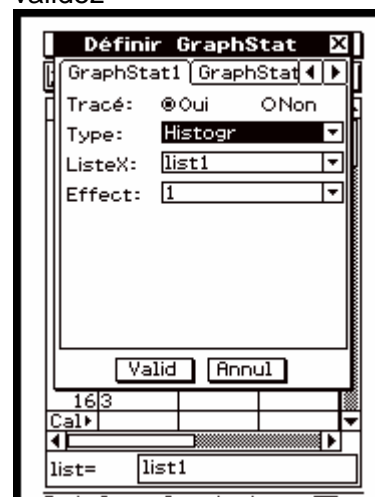 Définir GraphStat X
GraphStat1 GraphStat
Tracé: Oui Non
Type: Histogr
ListeX: list1
Effect: 1
Valid Annul
16 3
Cal
list= list1